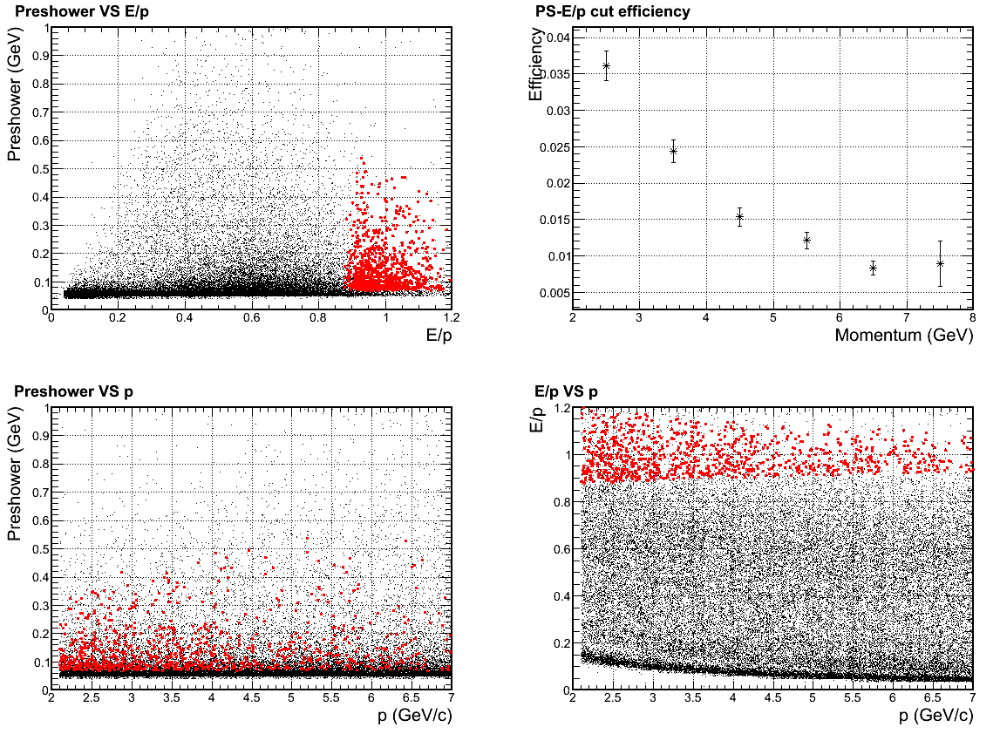 Preshower VS E/p
Preshower (GeV)
1
0.9
0.8
0.7
0.6
0.5
0.4
0.3
0.2
0.1
0
0 0.2 0.4 0.6 0.8 1 1.2
E/p
PS-E/p cut efficiency
Efficiency
0.04
0.035
0.03
0.025
0.02
0.015
0.01
0.005
2 3 4 5 6 7 8
Momentum (GeV)
Preshower VS p
Preshower (GeV)
1
0.9
0.8
0.7
0.6
0.5
0.4
0.3
0.2
0.1
0
2 2.5 3 3.5 4 4.5 5 5.5 6 6.5 7
p (GeV/c)
E/p VS p
E/p
1.2
1
0.8
0.6
0.4
0.2
0
2 2.5 3 3.5 4 4.5 5 5.5 6 6.5 7
p (GeV/c)